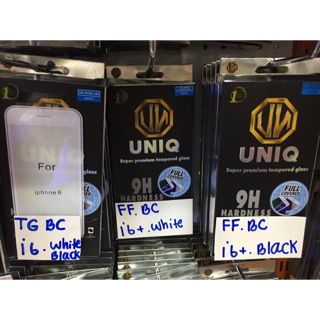 For
iphone 6
TG BC
i6. White
Black
UNIQ
Super premium tempered glass
9H
HARDNESS
FULL
COVERED
FF. BC
i6+. White
UNIQ
Super premium tempered glass
9H
HARDNESS
FULL
COVERED
FF. BC
i6+. BLACK